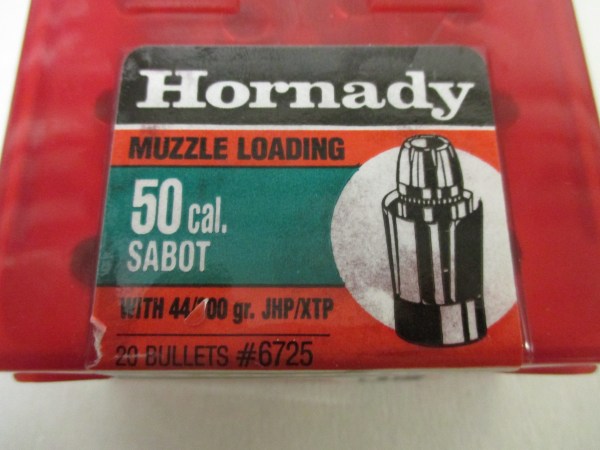 Hornady
MUZZLE LOADING
50 cal.
SABOT
WITH gr. JHP/XTP
20 BULLETS #6725